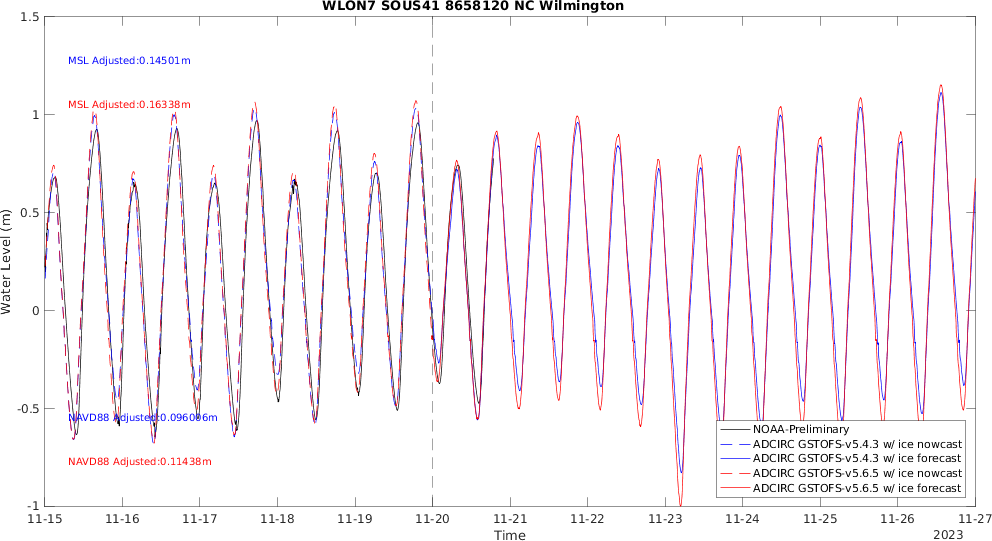 WLON7 SOUS41 8658120 NC Wilmington
1.5
MSL Adjusted:0.14501m
MSL Adjusted:0.16338m
1
0.5
Water Level (m)
0
-0.5
NAVD88 Adjusted:0.096006m
NAVD88 Adjusted:0.11438m
NOAA-Preliminary
ADCIRC GSTOFS-v5.4.3 w/ ice nowcast
ADCIRC GSTOFS-v5.4.3 w/ ice forecast
ADCIRC GSTOFS-v5.6.5 w/ ice nowcast
ADCIRC GSTOFS-v5.6.5 w/ ice forecast
-1
11-15 11-16 11-17 11-18 11-19 11-20 11-21 11-22 11-23 11-24 11-25 11-26 11-27
Time
2023